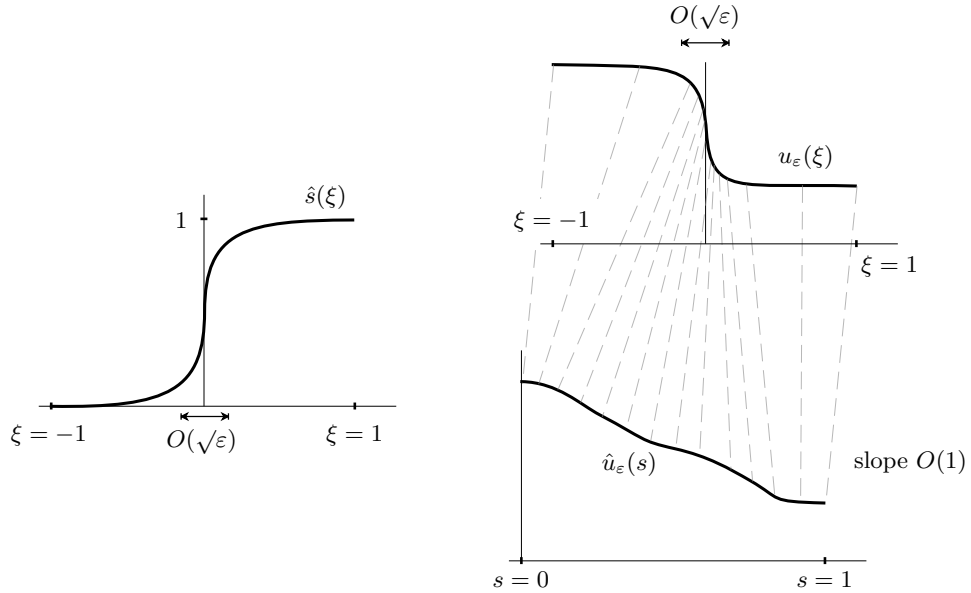 ŝ(ξ)
1
ξ = −1
O(√ε)
ξ = 1
O(√ε)
u_ε(ξ)
ξ = −1
ξ = 1
û_ε(s)
slope O(1)
s = 0
s = 1